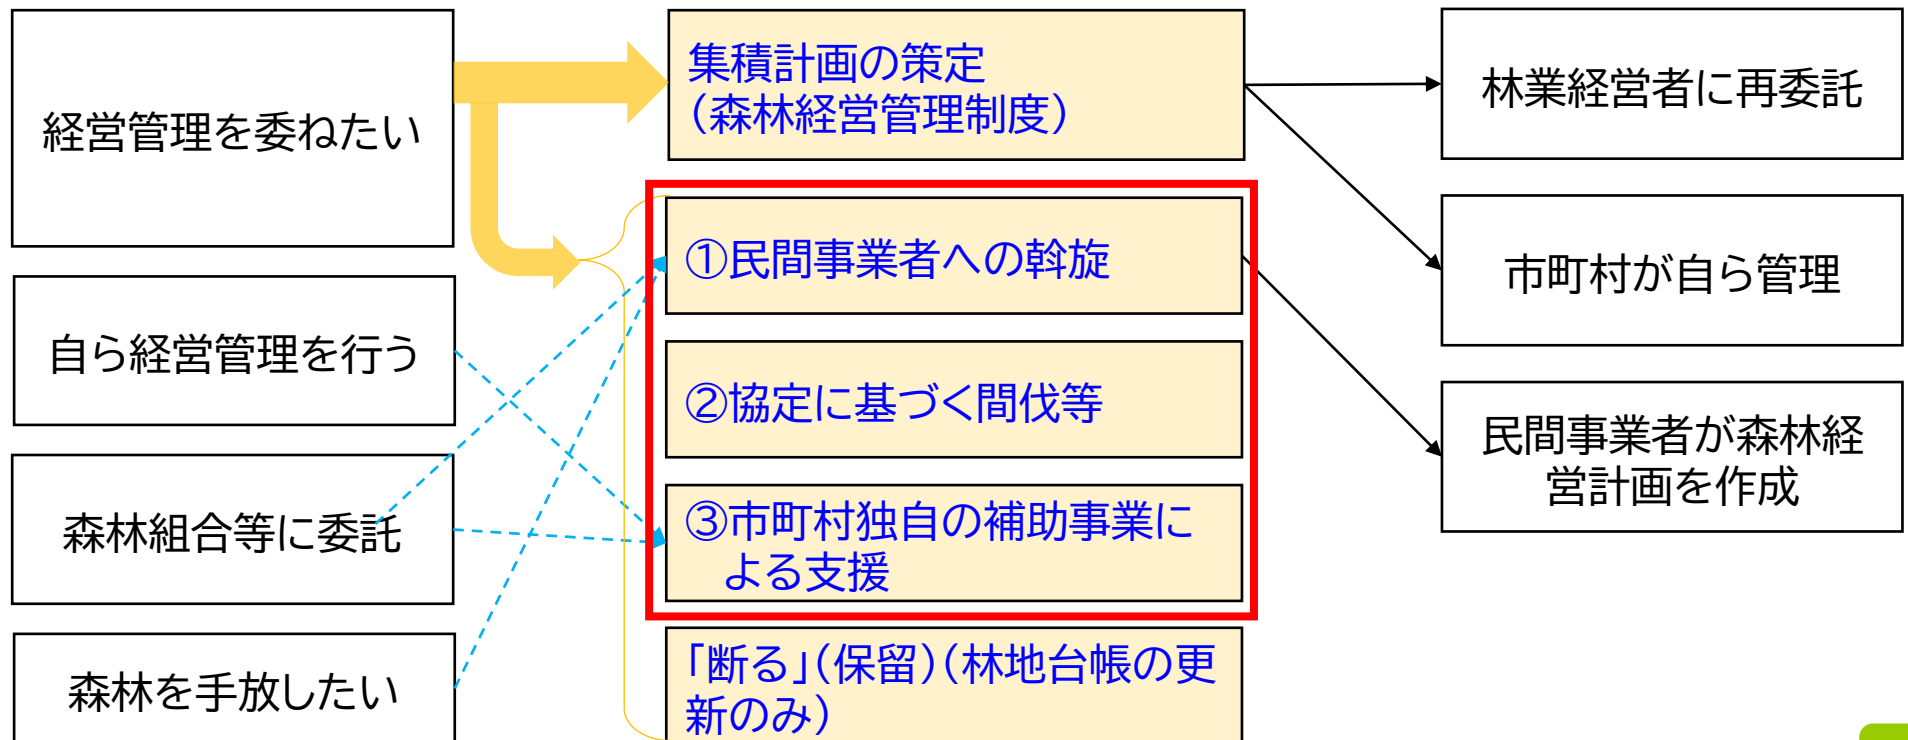 経営管理を委ねたい
自ら経営管理を行う
森林組合等に委託
森林を手放したい
集積計画の策定
（森林経営管理制度）
①民間事業者への斡旋
②協定に基づく間伐等
③市町村独自の補助事業に
よる支援
「断る」（保留）（林地台帳の更
新のみ）
林業経営者に再委託
市町村が自ら管理
民間事業者が森林経
営計画を作成